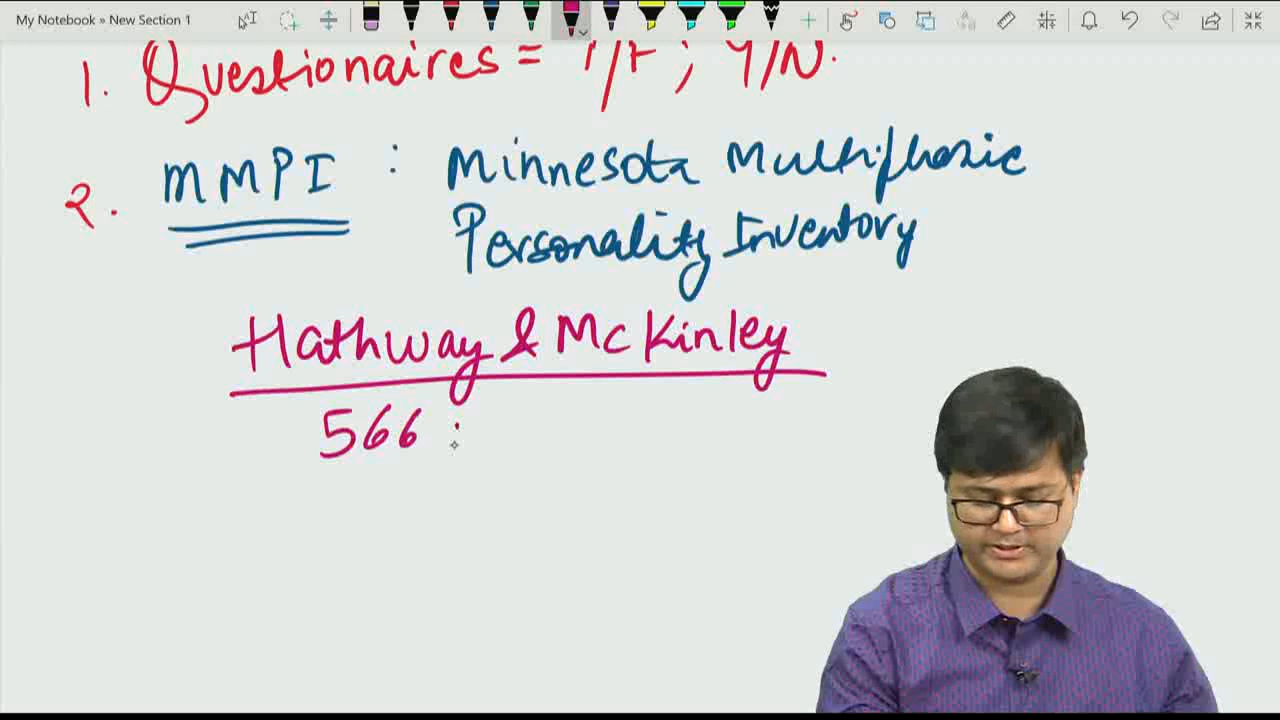 My Notebook » New Section 1
1. Questionaires = T/F ; Y/N.
2. MMPI : Minnesota Multiphasic
Personality Inventory
Hathway & McKinley
566 :